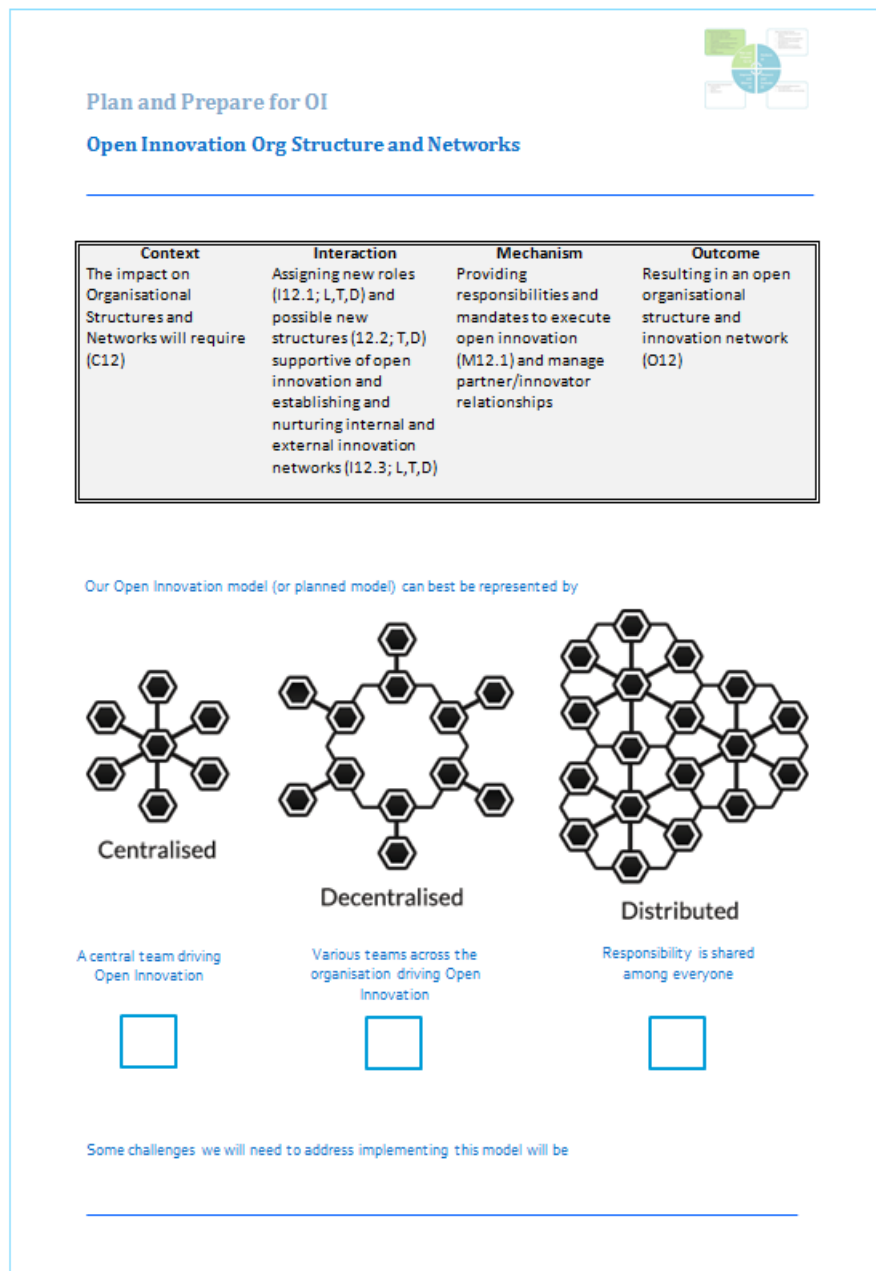 Plan and Prepare for OI
Open Innovation Org Structure and Networks
Context
The impact on
Organisational
Structures and
Networks will require
(C12)
Interaction
Assigning new roles
(I12.1; L,T,D) and
possible new
structures (12.2; T,D)
supportive of open
innovation and
establishing and
nurturing internal and
external innovation
networks (I12.3; L,T,D)
Mechanism
Providing
responsibilities and
mandates to execute
open innovation
(M12.1) and manage
partner/innovator
relationships
Outcome
Resulting in an open
organisational
structure and
innovation network
(O12)
Our Open Innovation model (or planned model) can best be represented by
Centralised
Decentralised
Distributed
A central team driving
Open Innovation
Various teams across the
organisation driving Open
Innovation
Responsibility is shared
among everyone
Some challenges we will need to address implementing this model will be